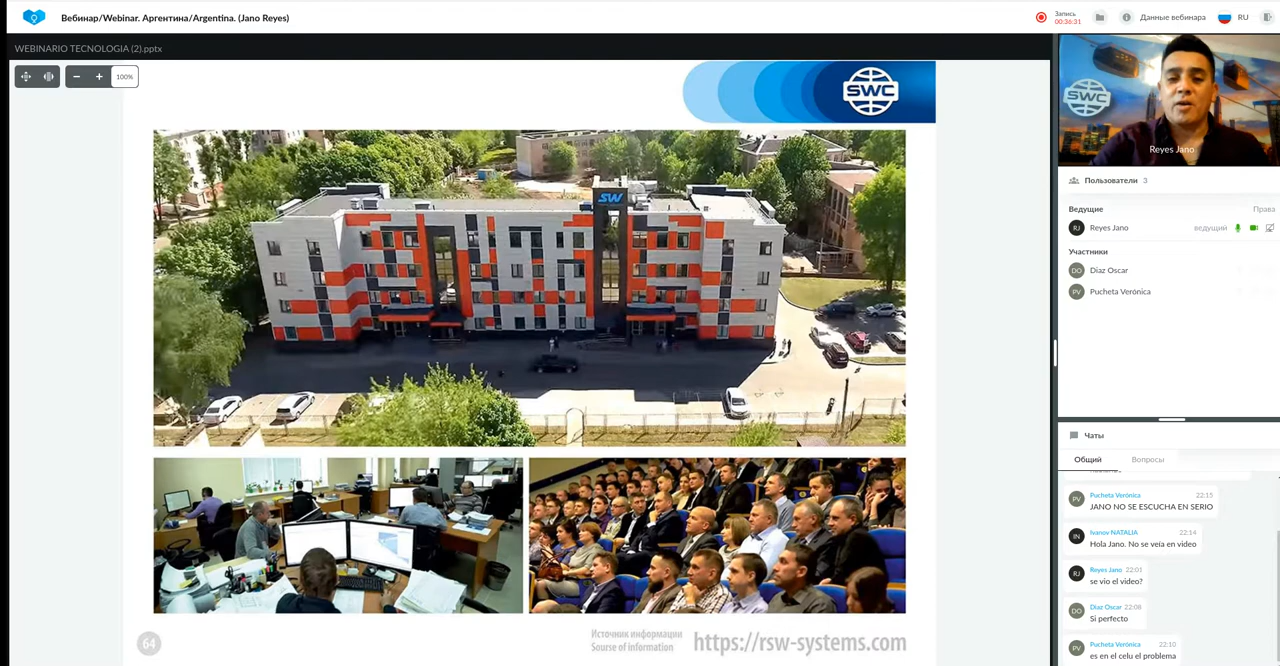 Вебинар/Webinar. Аргентина/Argentina. (Jano Reyes)
Запись
00:36:31
Данные вебинара
RU
WEBINARIO TECNOLOGIA (2).pptx
100%
SWC
SW
64
Источник информации
Sourse of information
https://rsw-systems.com
SWC
Reyes Jano
Пользователи 3
Ведущие
Права
RJ Reyes Jano
ведущий
Участники
DO Diaz Oscar
PV Pucheta Verónica
Чаты
Общий
Вопросы
PV Pucheta Verónica 22:15
JANO NO SE ESCUCHA EN SERIO
IN Ivanov NATALIA 22:14
Hola Jano. No se veía en video
RJ Reyes Jano 22:01
se vio el video?
DO Diaz Oscar 22:08
Si perfecto
PV Pucheta Verónica 22:10
es en el celu el problema